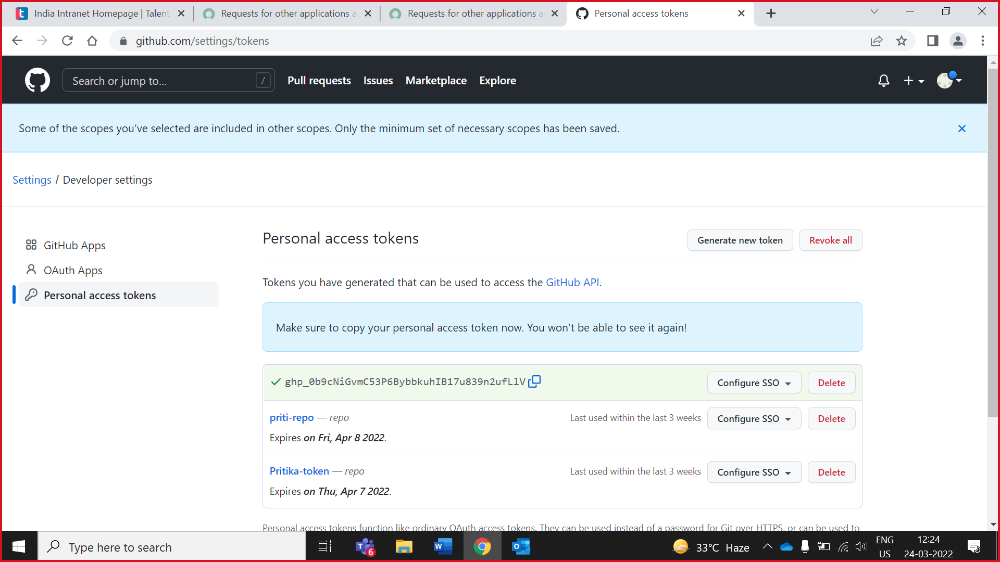 India Intranet Homepage | Talent
Requests for other applications a
Requests for other applications a
Personal access tokens
github.com/settings/tokens
Search or jump to...
/
Pull requests
Issues
Marketplace
Explore
Some of the scopes you’ve selected are included in other scopes. Only the minimum set of necessary scopes has been saved.
Settings / Developer settings
GitHub Apps
OAuth Apps
Personal access tokens
Personal access tokens
Generate new token
Revoke all
Tokens you have generated that can be used to access the GitHub API.
Make sure to copy your personal access token now. You won’t be able to see it again!
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
Configure SSO
Delete
priti-repo — repo
Last used within the last 3 weeks
Configure SSO
Delete
Expires on Fri, Apr 8 2022.
Pritika-token — repo
Last used within the last 3 weeks
Configure SSO
Delete
Expires on Thu, Apr 7 2022.
Personal access tokens function like ordinary OAuth access tokens. They can be used instead of a password for Git over HTTPS, or can be used to
Type here to search
6
33°C Haze
ENG
US
12:24
24-03-2022